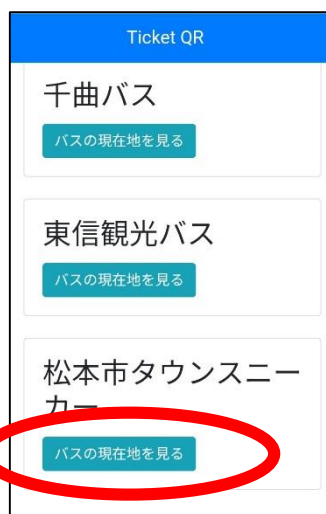 Ticket QR
千曲バス
バスの現在地を見る
東信観光バス
バスの現在地を見る
松本市タウンスニー
カー
バスの現在地を見る